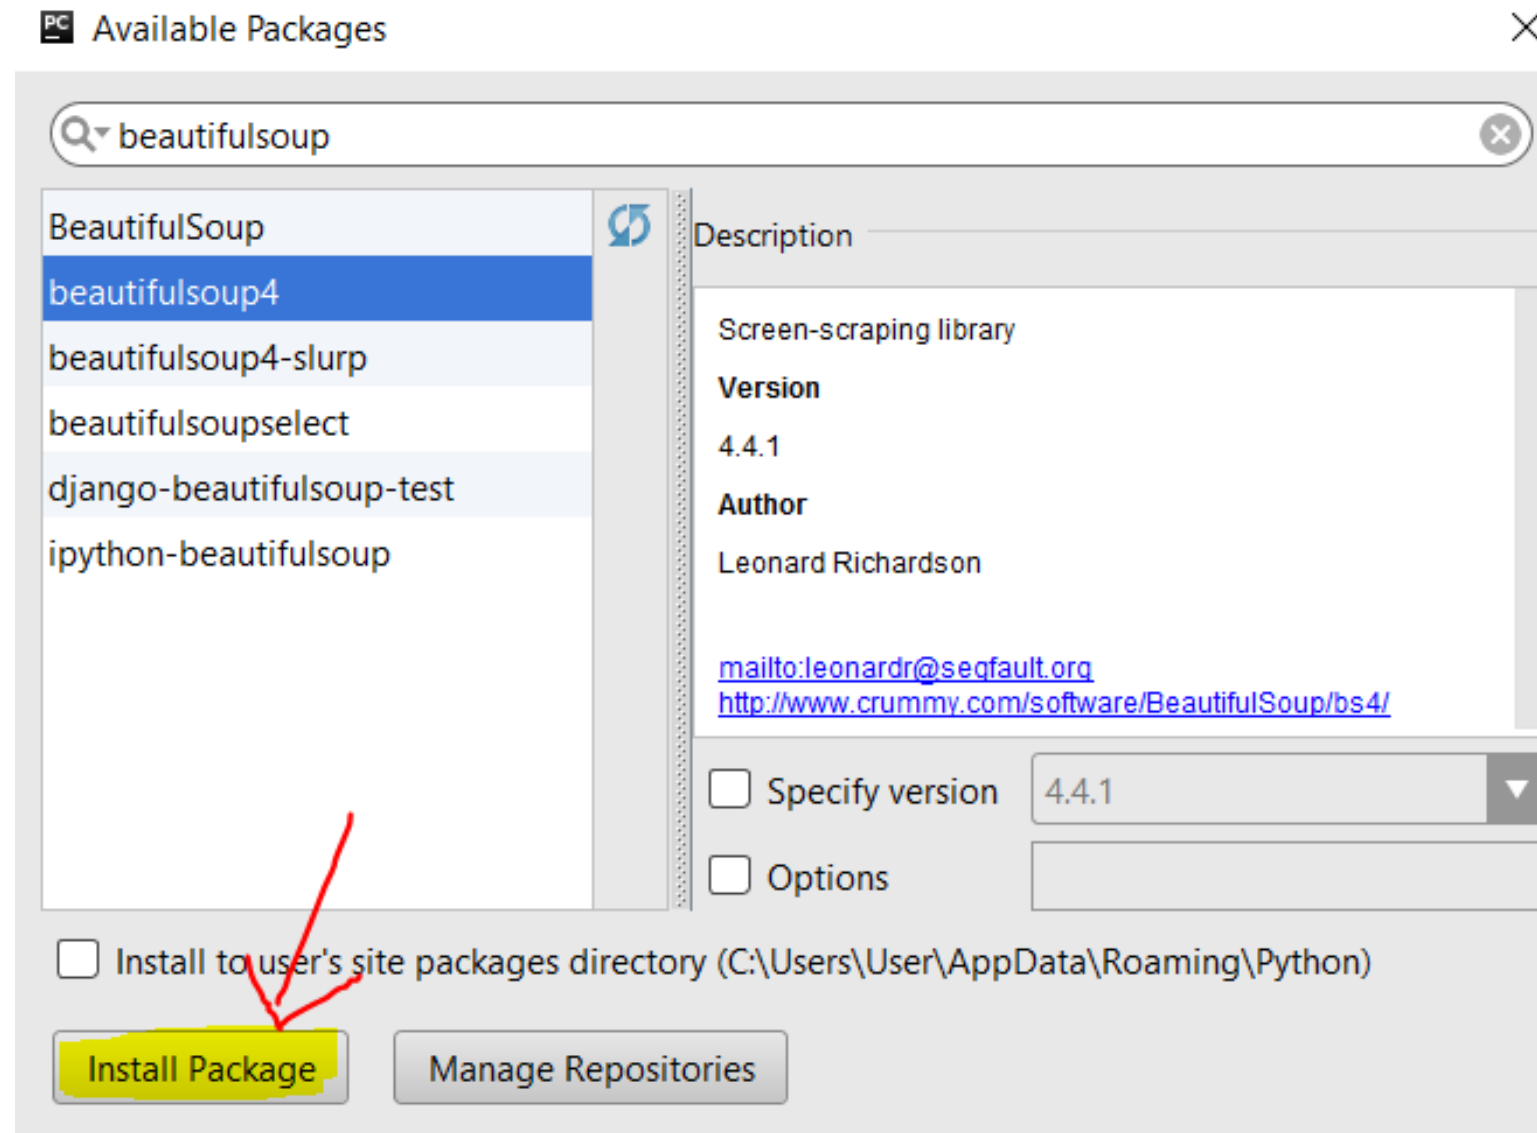 PC Available Packages
beautifulsoup
BeautifulSoup
beautifulsoup4
beautifulsoup4-slurp
beautifulsoupselect
django-beautifulsoup-test
ipython-beautifulsoup
Description
Screen-scraping library
Version
4.4.1
Author
Leonard Richardson
mailto:leonardr@segfault.org
http://www.crummy.com/software/BeautifulSoup/bs4/
Specify version 4.4.1
Options
Install to user's site packages directory (C:\Users\User\AppData\Roaming\Python)
Install Package Manage Repositories